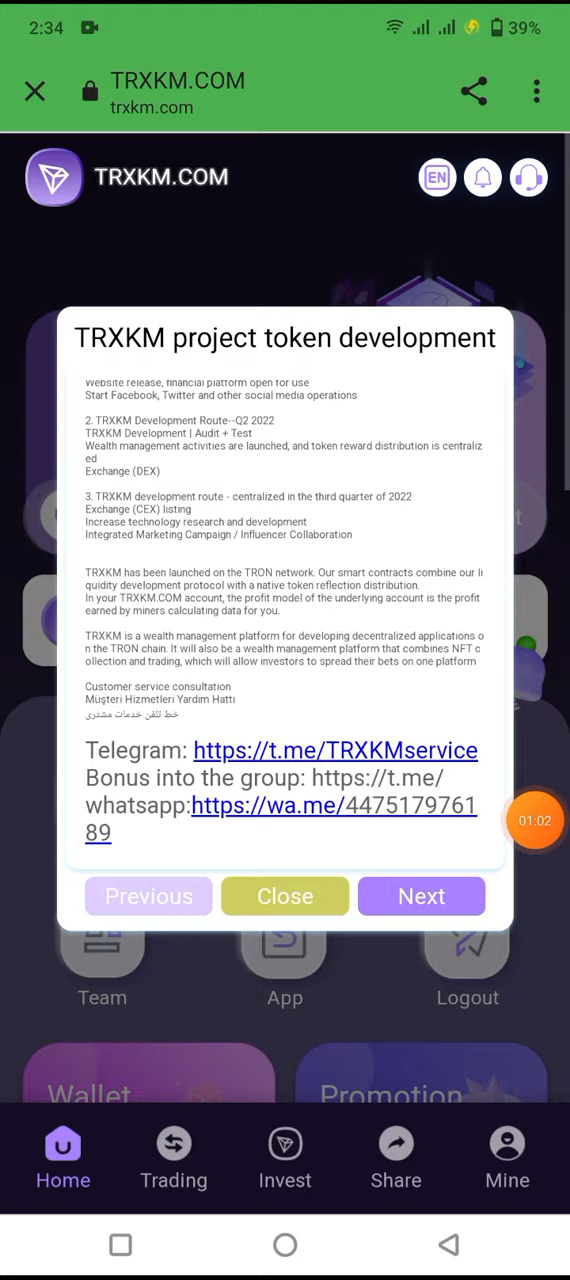 2:34
39%
TRXKM.COM
trxkm.com
TRXKM.COM
EN
TRXKM project token development
Website release, financial platform open for use
Start Facebook, Twitter and other social media operations
2. TRXKM Development Route--Q2 2022
TRXKM Development | Audit + Test
Wealth management activities are launched, and token reward distribution is centraliz
ed
Exchange (DEX)
3. TRXKM development route - centralized in the third quarter of 2022
Exchange (CEX) listing
Increase technology research and development
Integrated Marketing Campaign / Influencer Collaboration
TRXKM has been launched on the TRON network. Our smart contracts combine our li
quidity development protocol with a native token reflection distribution.
In your TRXKM.COM account, the profit model of the underlying account is the profit
earned by miners calculating data for you.
TRXKM is a wealth management platform for developing decentralized applications o
n the TRON chain. It will also be a wealth management platform that combines NFT c
ollection and trading, which will allow investors to spread their bets on one platform
Customer service consultation
Müşteri Hizmetleri Yardım Hattı
خط تلفن خدمات مشتری
Telegram: https://t.me/TRXKMservice
Bonus into the group: https://t.me/
whatsapp:https://wa.me/4475179761
89
01:02
Previous
Close
Next
Team
App
Logout
Wallet
Promotion
Home
Trading
Invest
Share
Mine